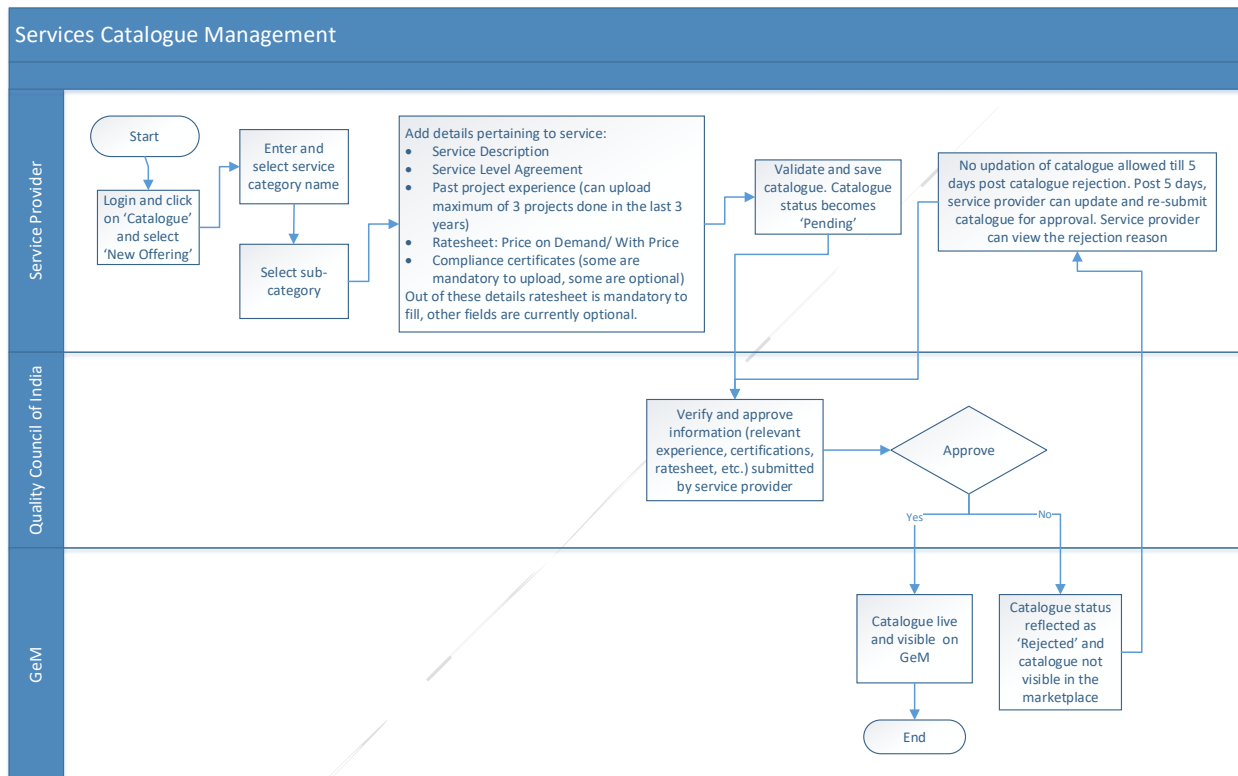 Services Catalogue Management
Service Provider
Start
Login and click
on ‘Catalogue’
and select
‘New Offering’
Enter and
select service
category name
Select sub-
category
Add details pertaining to service:
• Service Description
• Service Level Agreement
• Past project experience (can upload
maximum of 3 projects done in the last 3
years)
• Ratesheet: Price on Demand/ With Price
• Compliance certificates (some are
mandatory to upload, some are optional)
Out of these details ratesheet is mandatory to
fill, other fields are currently optional.
Validate and save
catalogue. Catalogue
status becomes
‘Pending’
No updation of catalogue allowed till 5
days post catalogue rejection. Post 5 days,
service provider can update and re-submit
catalogue for approval. Service provider
can view the rejection reason
Quality Council of India
Verify and approve
information (relevant
experience, certifications,
ratesheet, etc.) submitted
by service provider
Approve
Yes
No
GeM
Catalogue live
and visible on
GeM
Catalogue status
reflected as
‘Rejected’ and
catalogue not
visible in the
marketplace
End